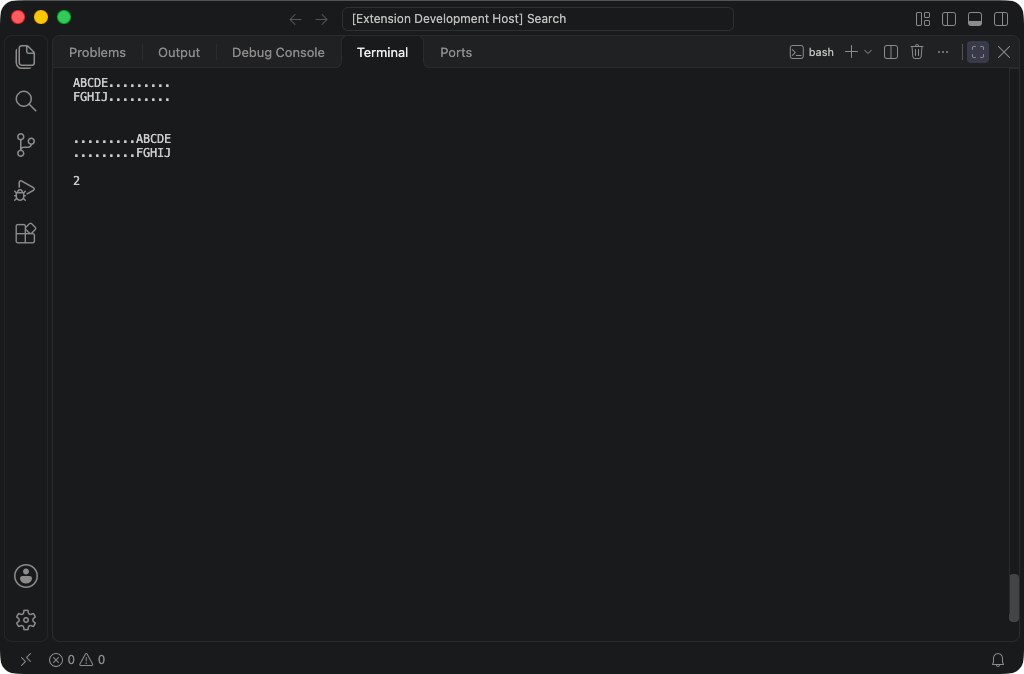 [Extension Development Host] Search
Problems Output Debug Console Terminal Ports bash
ABCDE.........
FGHIJ.........
.........ABCDE
.........FGHIJ
2
0 0